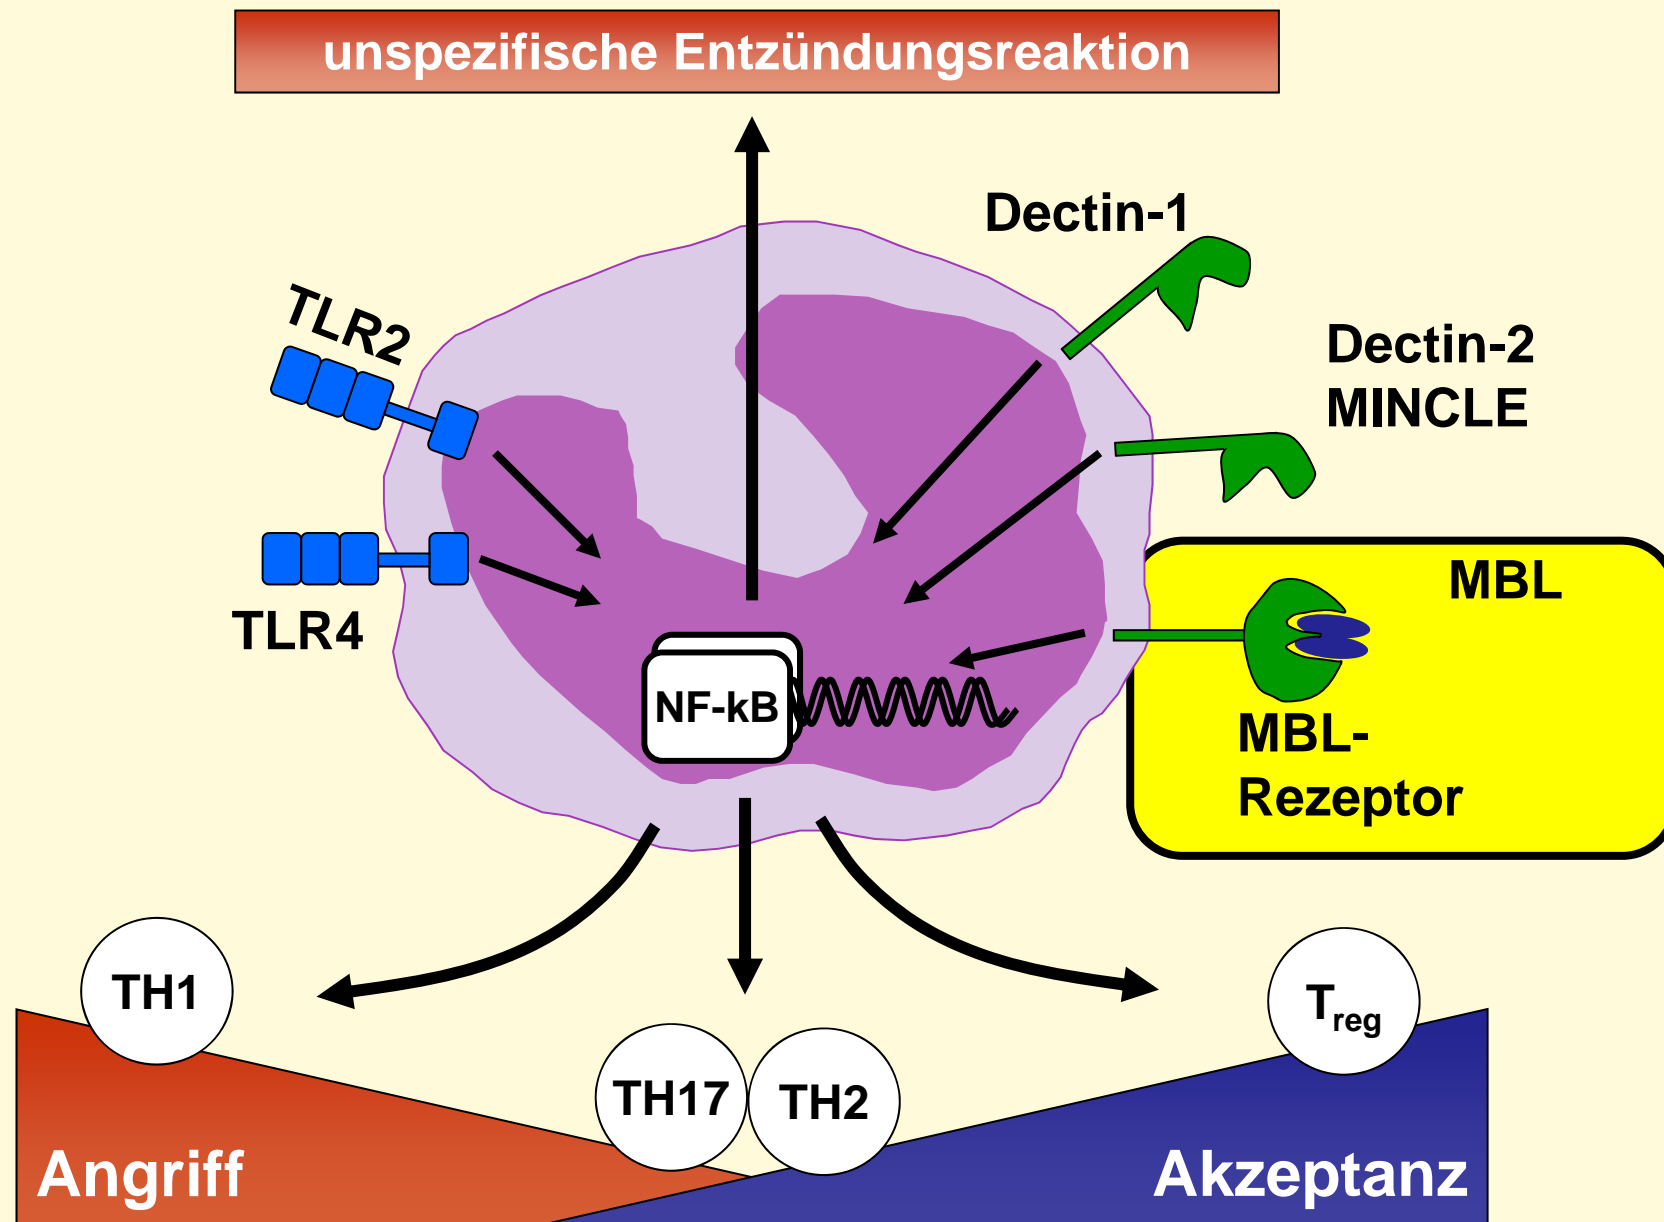 unspezifische Entzündungsreaktion
Dectin-1
TLR2
Dectin-2
MINCLE
MBL
TLR4
NF-kB
MBL-
Rezeptor
TH1
Treg
TH17
TH2
Angriff
Akzeptanz